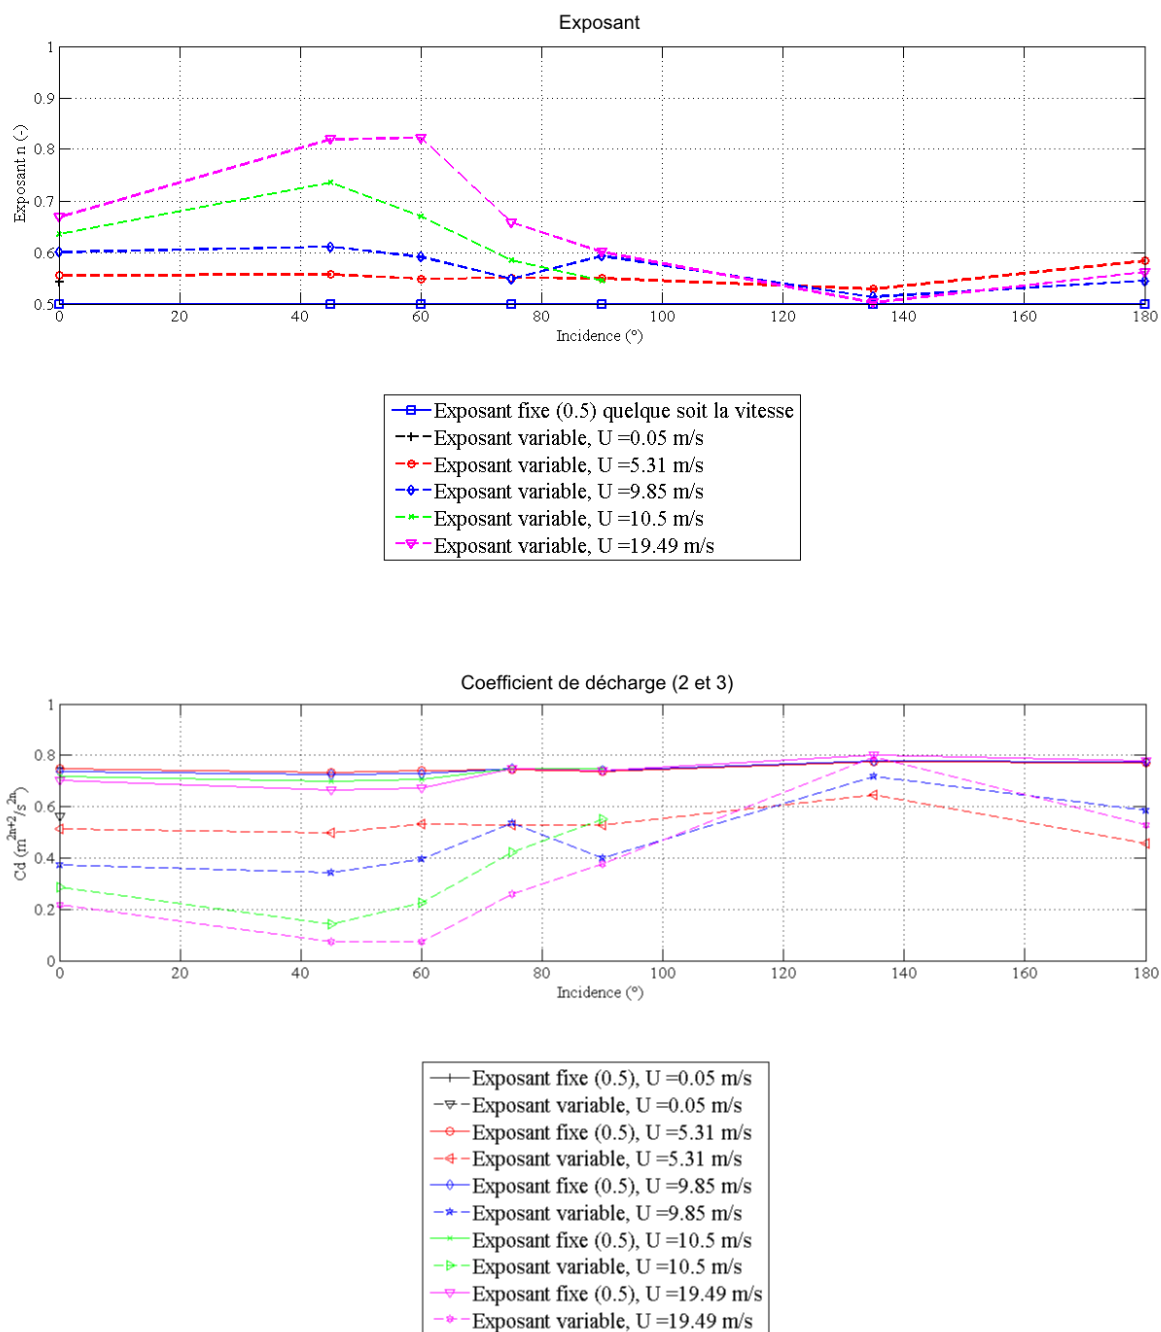 Exposant
1
0.9
0.8
0.7
0.6
0.5
Exposant n (-)
0 20 40 60 80 100 120 140 160 180
Incidence (°)
Exposant fixe (0.5) quelque soit la vitesse
Exposant variable, U =0.05 m/s
Exposant variable, U =5.31 m/s
Exposant variable, U =9.85 m/s
Exposant variable, U =10.5 m/s
Exposant variable, U =19.49 m/s
Coefficient de décharge (2 et 3)
1
0.8
0.6
0.4
0.2
0
Cd (m^{2n+2}/s^{2n})
0 20 40 60 80 100 120 140 160 180
Incidence (°)
Exposant fixe (0.5), U =0.05 m/s
Exposant variable, U =0.05 m/s
Exposant fixe (0.5), U =5.31 m/s
Exposant variable, U =5.31 m/s
Exposant fixe (0.5), U =9.85 m/s
Exposant variable, U =9.85 m/s
Exposant fixe (0.5), U =10.5 m/s
Exposant variable, U =10.5 m/s
Exposant fixe (0.5), U =19.49 m/s
Exposant variable, U =19.49 m/s